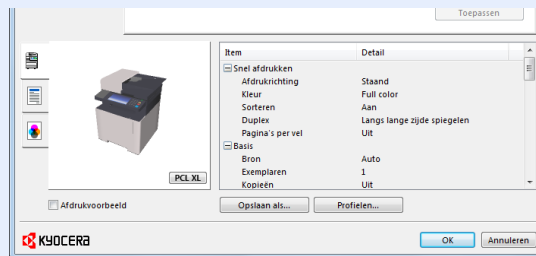 Toepassen
Item Detail
Snel afdrukken
Afdrukrichting Staand
Kleur Full color
Sorteren Aan
Duplex Langs lange zijde spiegelen
Pagina's per vel Uit
Basis
Bron Auto
Exemplaren 1
Kopieën Uit
PCL XL
Afdrukvoorbeeld
Opslaan als...
Profielen...
KYOCERA
OK
Annuleren